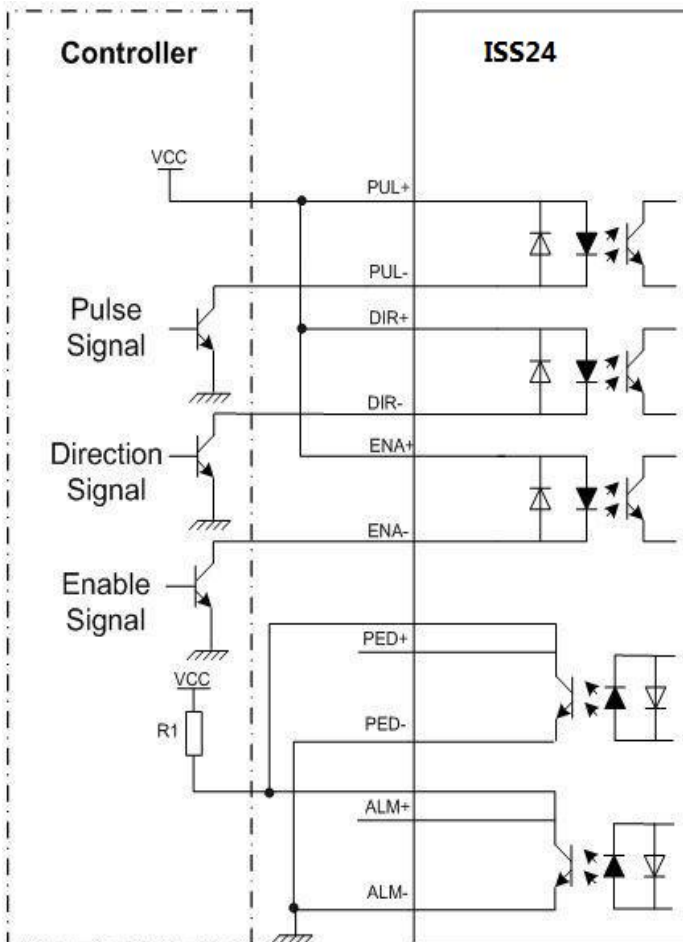 Controller
ISS24
VCC
PUL+
PUL-
Pulse
Signal
DIR+
DIR-
Direction
Signal
ENA+
ENA-
Enable
Signal
PED+
VCC
R1
PED-
ALM+
ALM-